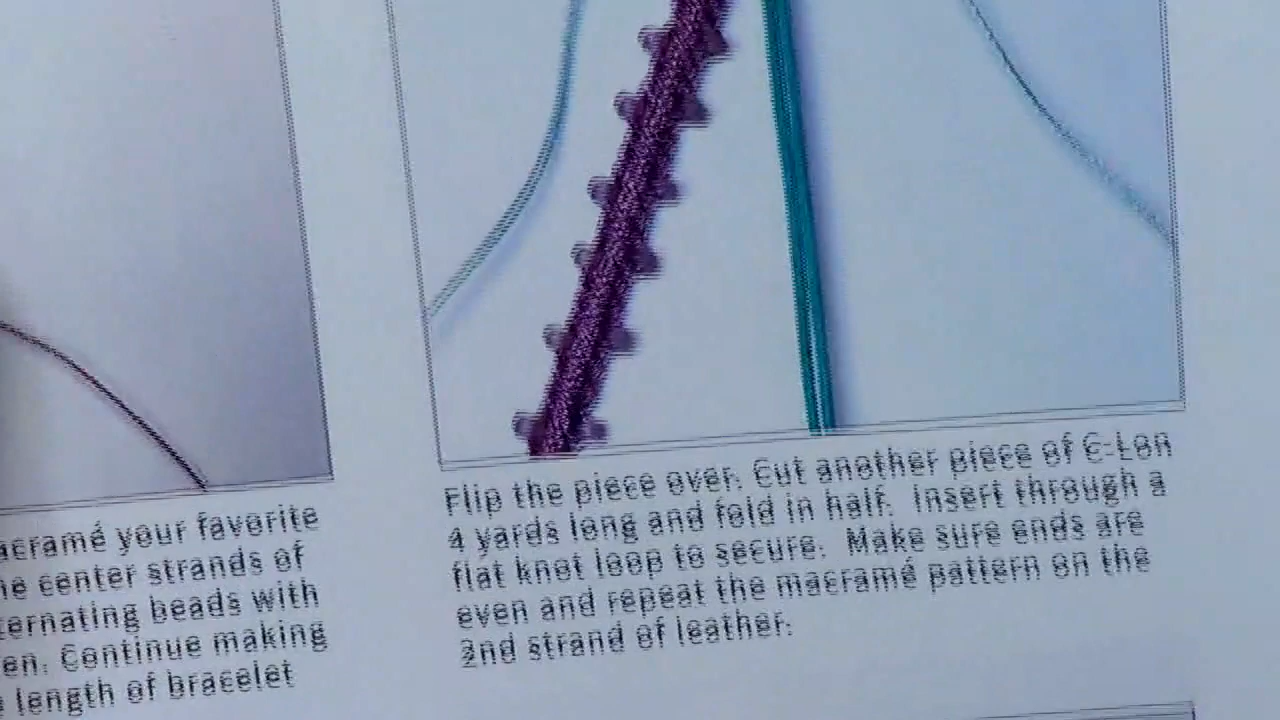 acramé your favorite
he center strands of
ternating beads with
en. Continue making
length of bracelet
Flip the piece over. Cut another piece of C-Lon
4 yards long and fold in half. Insert through a
flat knot loop to secure. Make sure ends are
even and repeat the macramé pattern on the
2nd strand of leather.